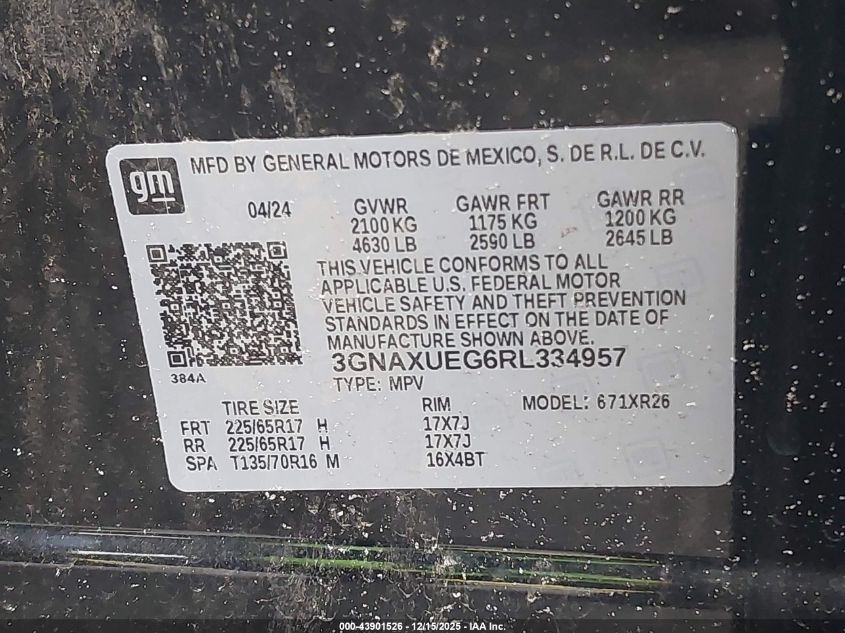 gm
MFD BY GENERAL MOTORS DE MEXICO, S. DE R.L. DE C.V.
04/24 GVWR GAWR FRT GAWR RR
2100 KG 1175 KG 1200 KG
4630 LB 2590 LB 2645 LB
THIS VEHICLE CONFORMS TO ALL
APPLICABLE U.S. FEDERAL MOTOR
VEHICLE SAFETY AND THEFT PREVENTION
STANDARDS IN EFFECT ON THE DATE OF
MANUFACTURE SHOWN ABOVE.
3GNAXUEG6RL334957
384A TYPE: MPV
TIRE SIZE RIM MODEL: 671XR26
FRT 225/65R17 H 17X7J
RR 225/65R17 H 17X7J
SPA T135/70R16 M 16X4BT
000-43901526 - 12/15/2025 - IAA Inc.